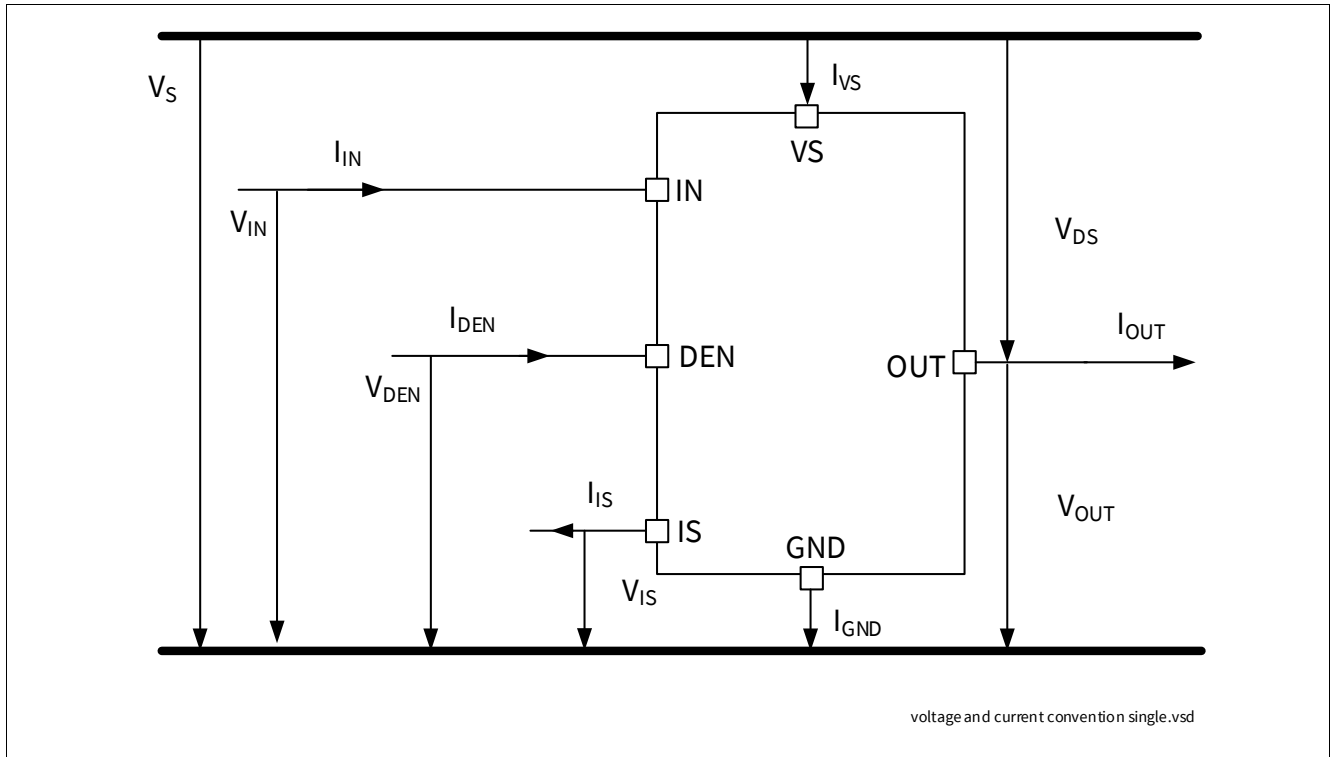 VS
IVS
VS
IIN
IN
VIN
VDS
IDEN
IOUT
DEN
OUT
VDEN
IIS
VOUT
IS
GND
VIS
IGND
voltage and current convention single.vsd